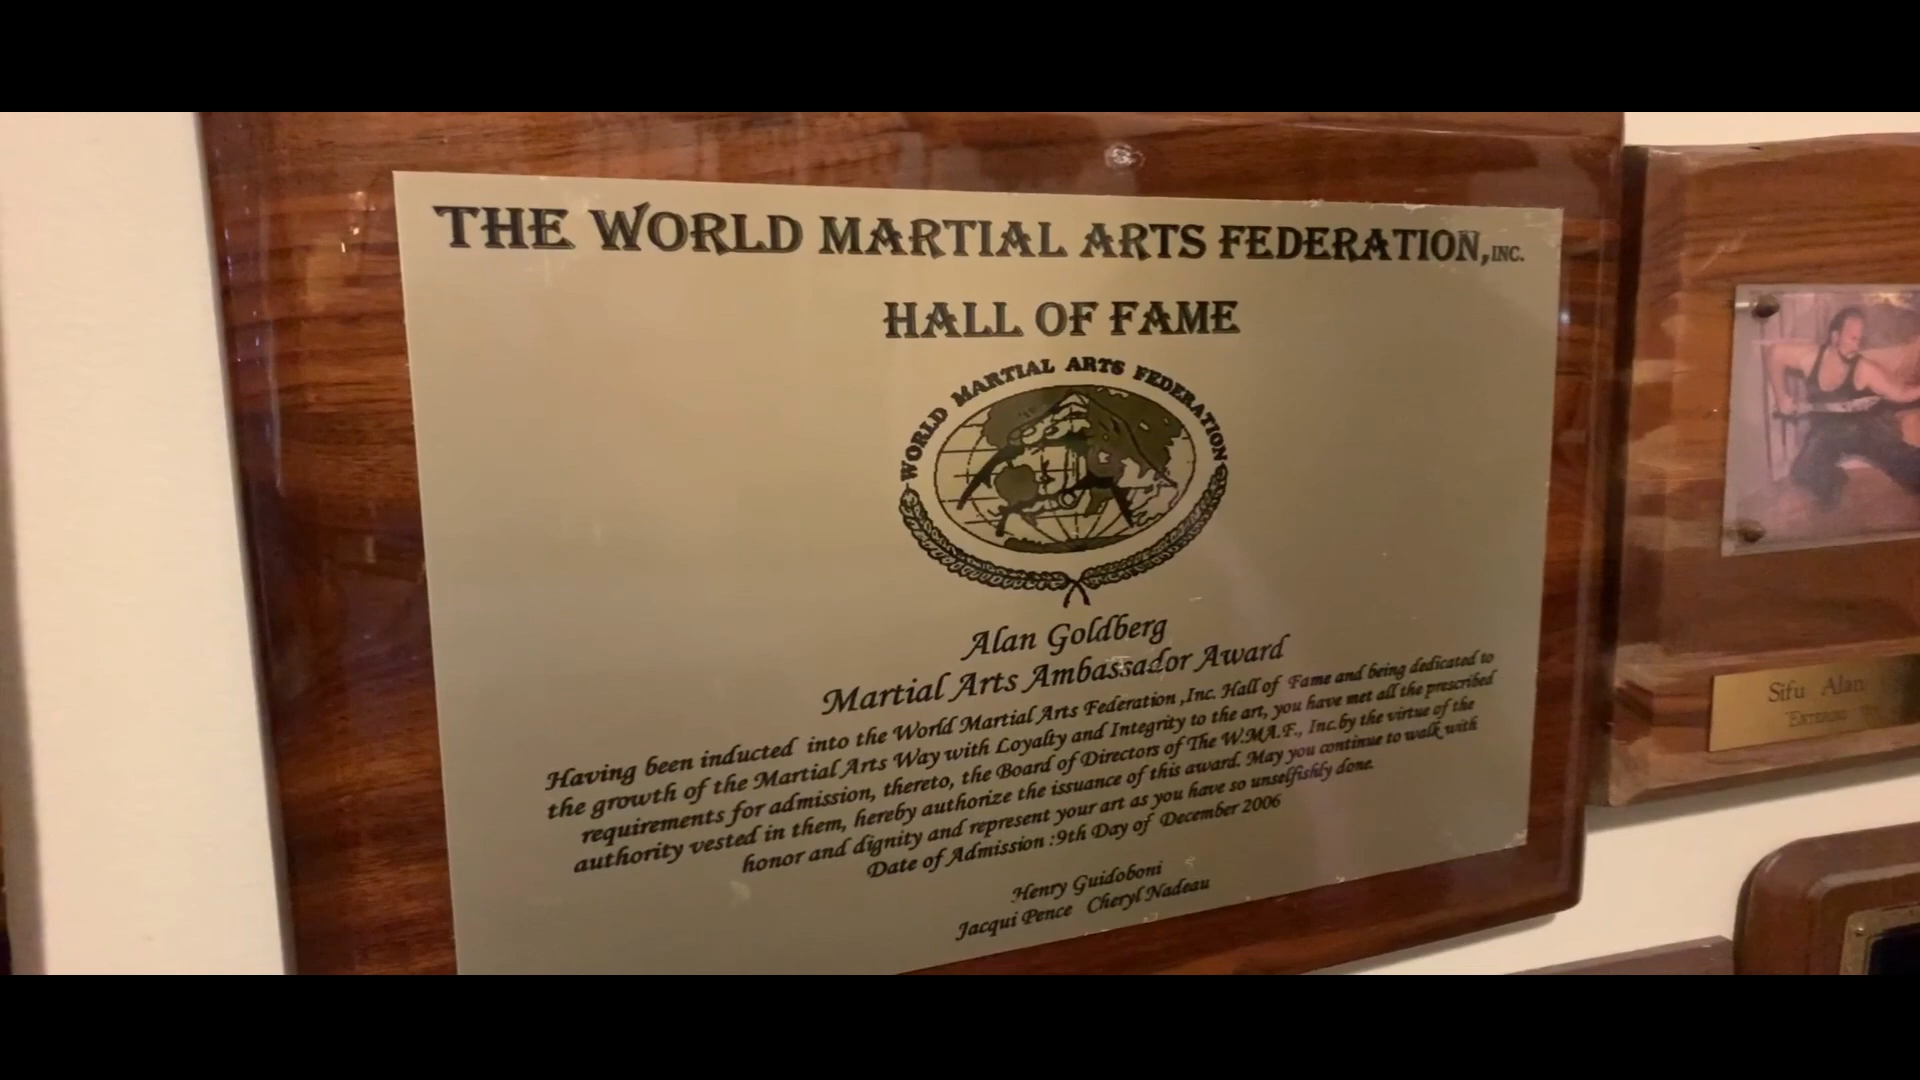 THE WORLD MARTIAL ARTS FEDERATION, INC.
HALL OF FAME
WORLD MARTIAL ARTS FEDERATION
Alan Goldberg
Martial Arts Ambassador Award
Having been inducted into the World Martial Arts Federation ,Inc. Hall of Fame and being dedicated to
the growth of the Martial Arts Way with Loyalty and Integrity to the art, you have met all the prescribed
requirements for admission, thereto, the Board of Directors of The W.M.A.F., Inc.by the virtue of the
authority vested in them, hereby authorize the issuance of this award. May you continue to walk with
honor and dignity and represent your art as you have so unselfishly done.
Date of Admission :9th Day of December 2006
Henry Guidoboni
Jacqui Pence Cheryl Nadeau
Sifu Alan